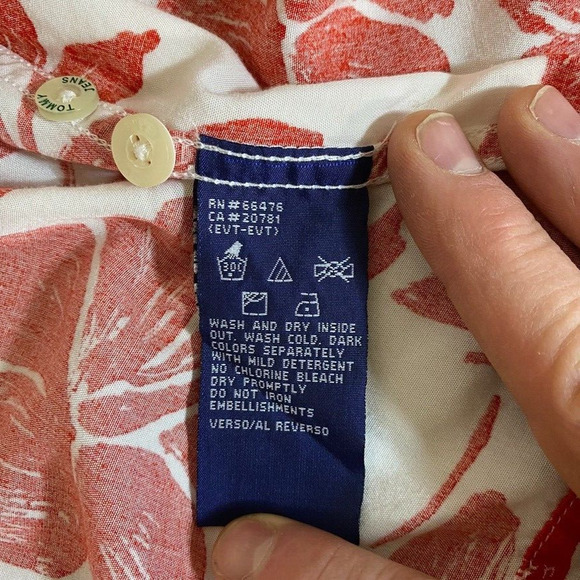 TOMMY
JEANS
RN#66476
CA#20781
(EVT-EVT)
30C
WASH AND DRY INSIDE
OUT. WASH COLD. DARK
COLORS SEPARATELY
WITH MILD DETERGENT
NO CHLORINE BLEACH
DRY PROMPTLY
DO NOT IRON
EMBELLISHMENTS
VERSO/AL REVERSO